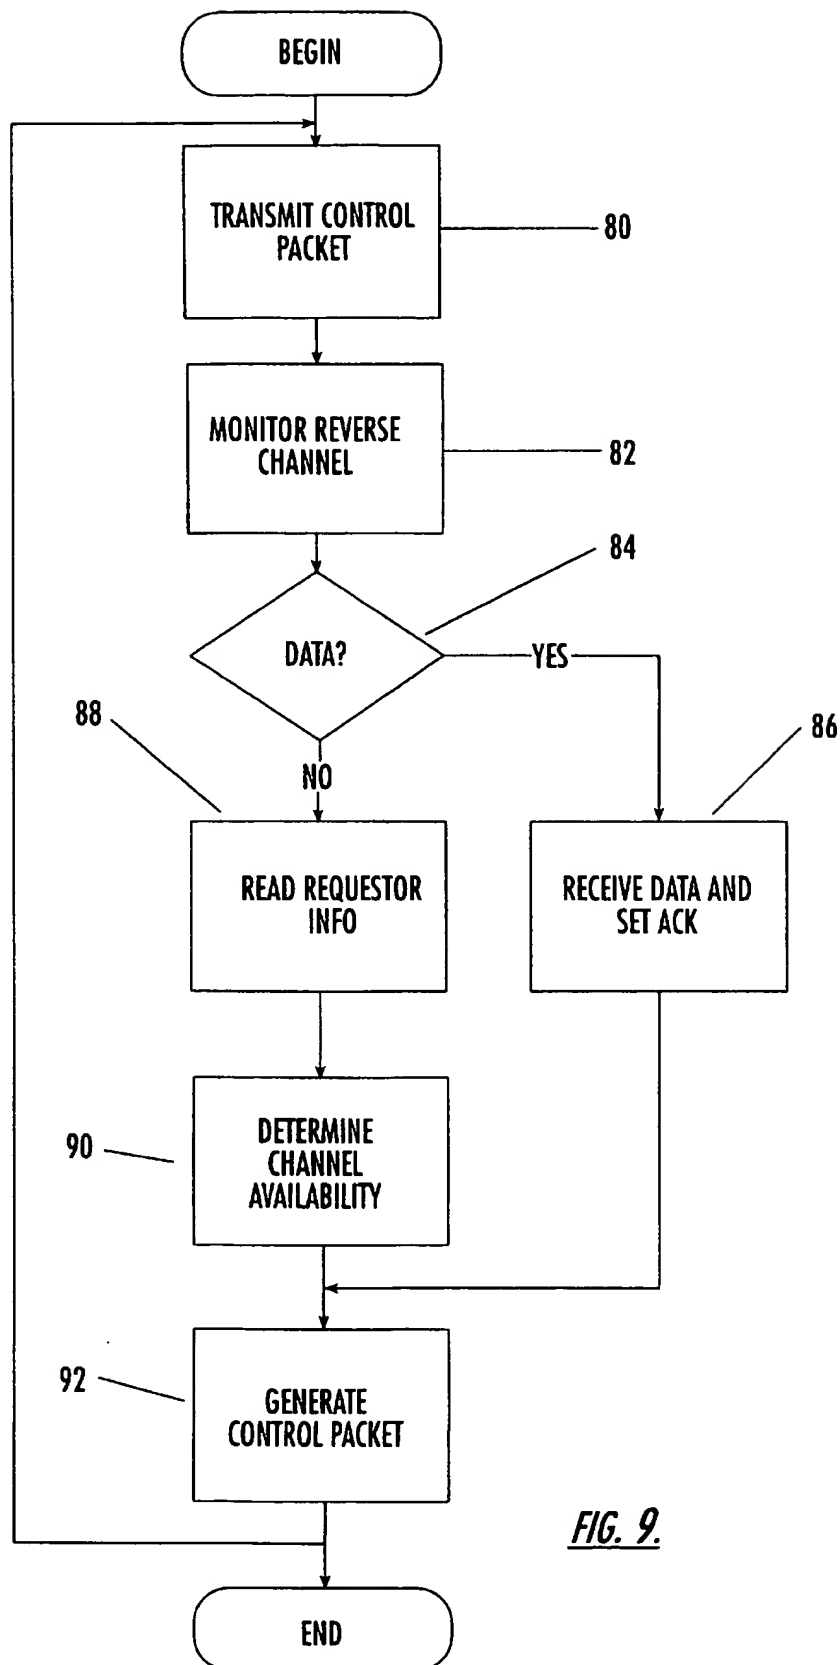 BEGIN
TRANSMIT CONTROL
PACKET
80
MONITOR REVERSE
CHANNEL
82
84
DATA?
YES
88
86
NO
READ REQUESTOR
INFO
RECEIVE DATA AND
SET ACK
90
DETERMINE
CHANNEL
AVAILABILITY
92
GENERATE
CONTROL PACKET
FIG. 9.
END